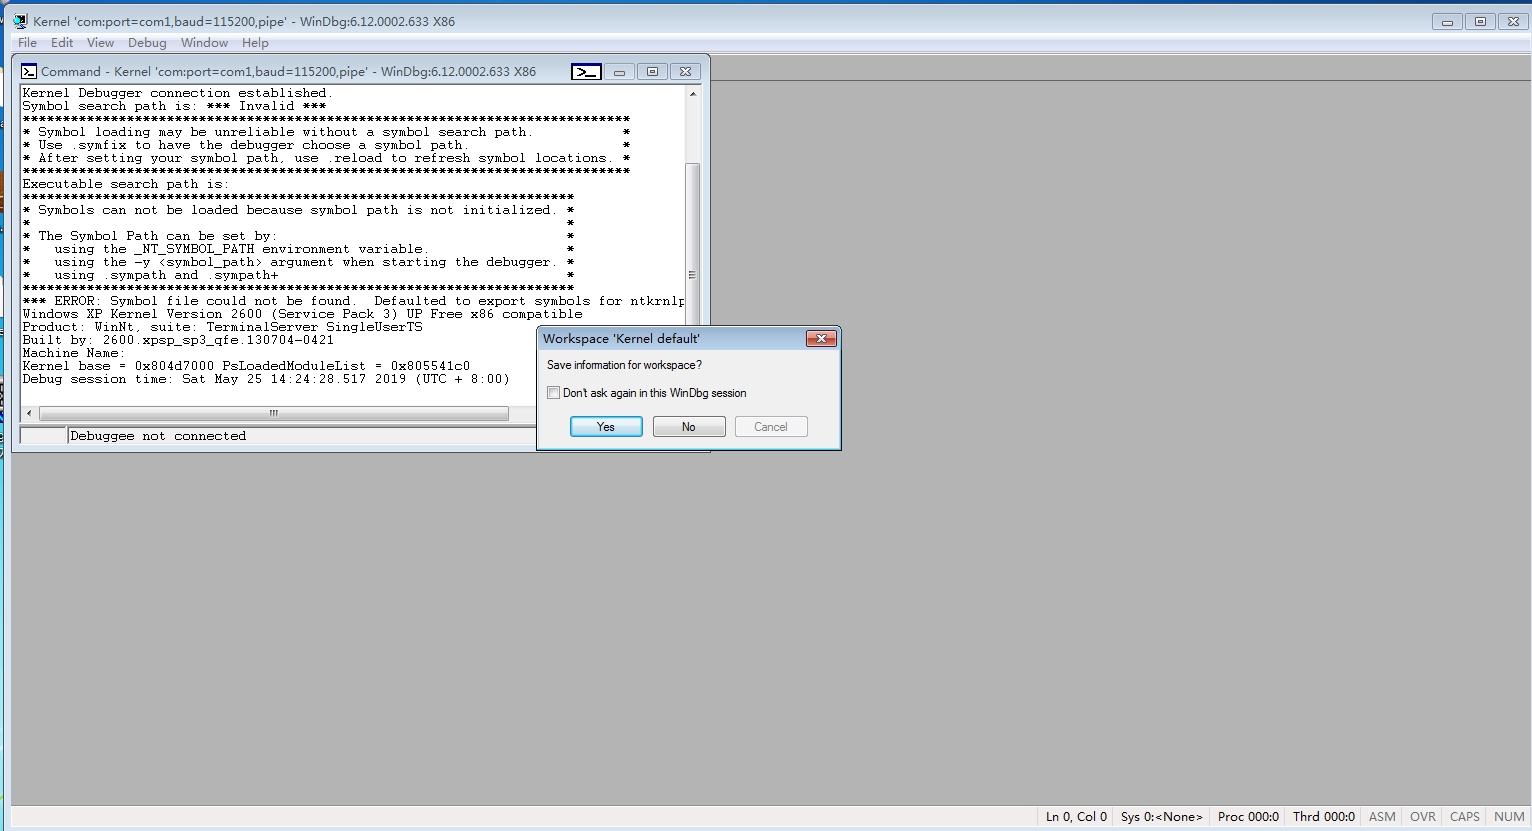 Kernel 'com:port=com1,baud=115200,pipe' - WinDbg:6.12.0002.633 X86
File Edit View Debug Window Help
Command - Kernel 'com:port=com1,baud=115200,pipe' - WinDbg:6.12.0002.633 X86
Kernel Debugger connection established.
Symbol search path is: *** Invalid ***
****************************************************************************
* Symbol loading may be unreliable without a symbol search path.           *
* Use .symfix to have the debugger choose a symbol path.                   *
* After setting your symbol path, use .reload to refresh symbol locations. *
****************************************************************************
Executable search path is:
*********************************************************************
* Symbols can not be loaded because symbol path is not initialized. *
*                                                                   *
* The Symbol Path can be set by:                                    *
*   using the _NT_SYMBOL_PATH environment variable.                 *
*   using the -y <symbol_path> argument when starting the debugger. *
*   using .sympath and .sympath+                                    *
*********************************************************************
*** ERROR: Symbol file could not be found.  Defaulted to export symbols for ntkrnlp
Windows XP Kernel Version 2600 (Service Pack 3) UP Free x86 compatible
Product: WinNt, suite: TerminalServer SingleUserTS
Built by: 2600.xpsp_sp3_qfe.130704-0421
Machine Name:
Kernel base = 0x804d7000 PsLoadedModuleList = 0x805541c0
Debug session time: Sat May 25 14:24:28.517 2019 (UTC + 8:00)
Debuggee not connected
Workspace 'Kernel default'
Save information for workspace?
Don't ask again in this WinDbg session
Yes No Cancel
Ln 0, Col 0 Sys 0:<None> Proc 000:0 Thrd 000:0 ASM OVR CAPS NUM